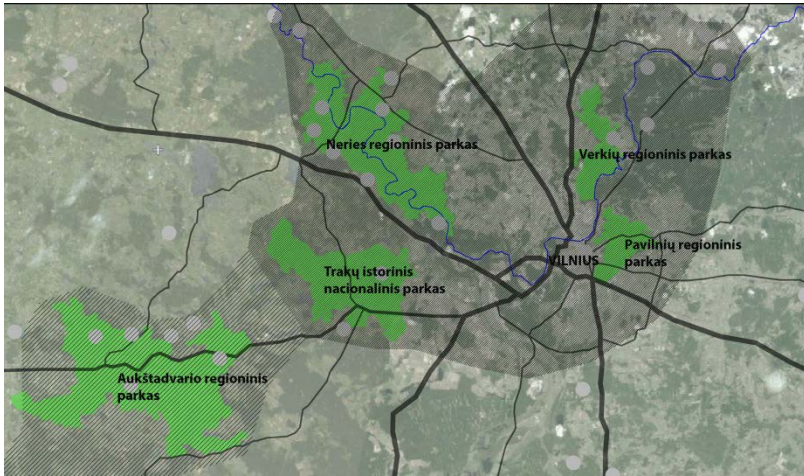 Neries regioninis parkas
Verkių regioninis parkas
Pavilnių regioninis
parkas
VILNIUS
Trakų istorinis
nacionalinis parkas
Aukštadvario regioninis
parkas